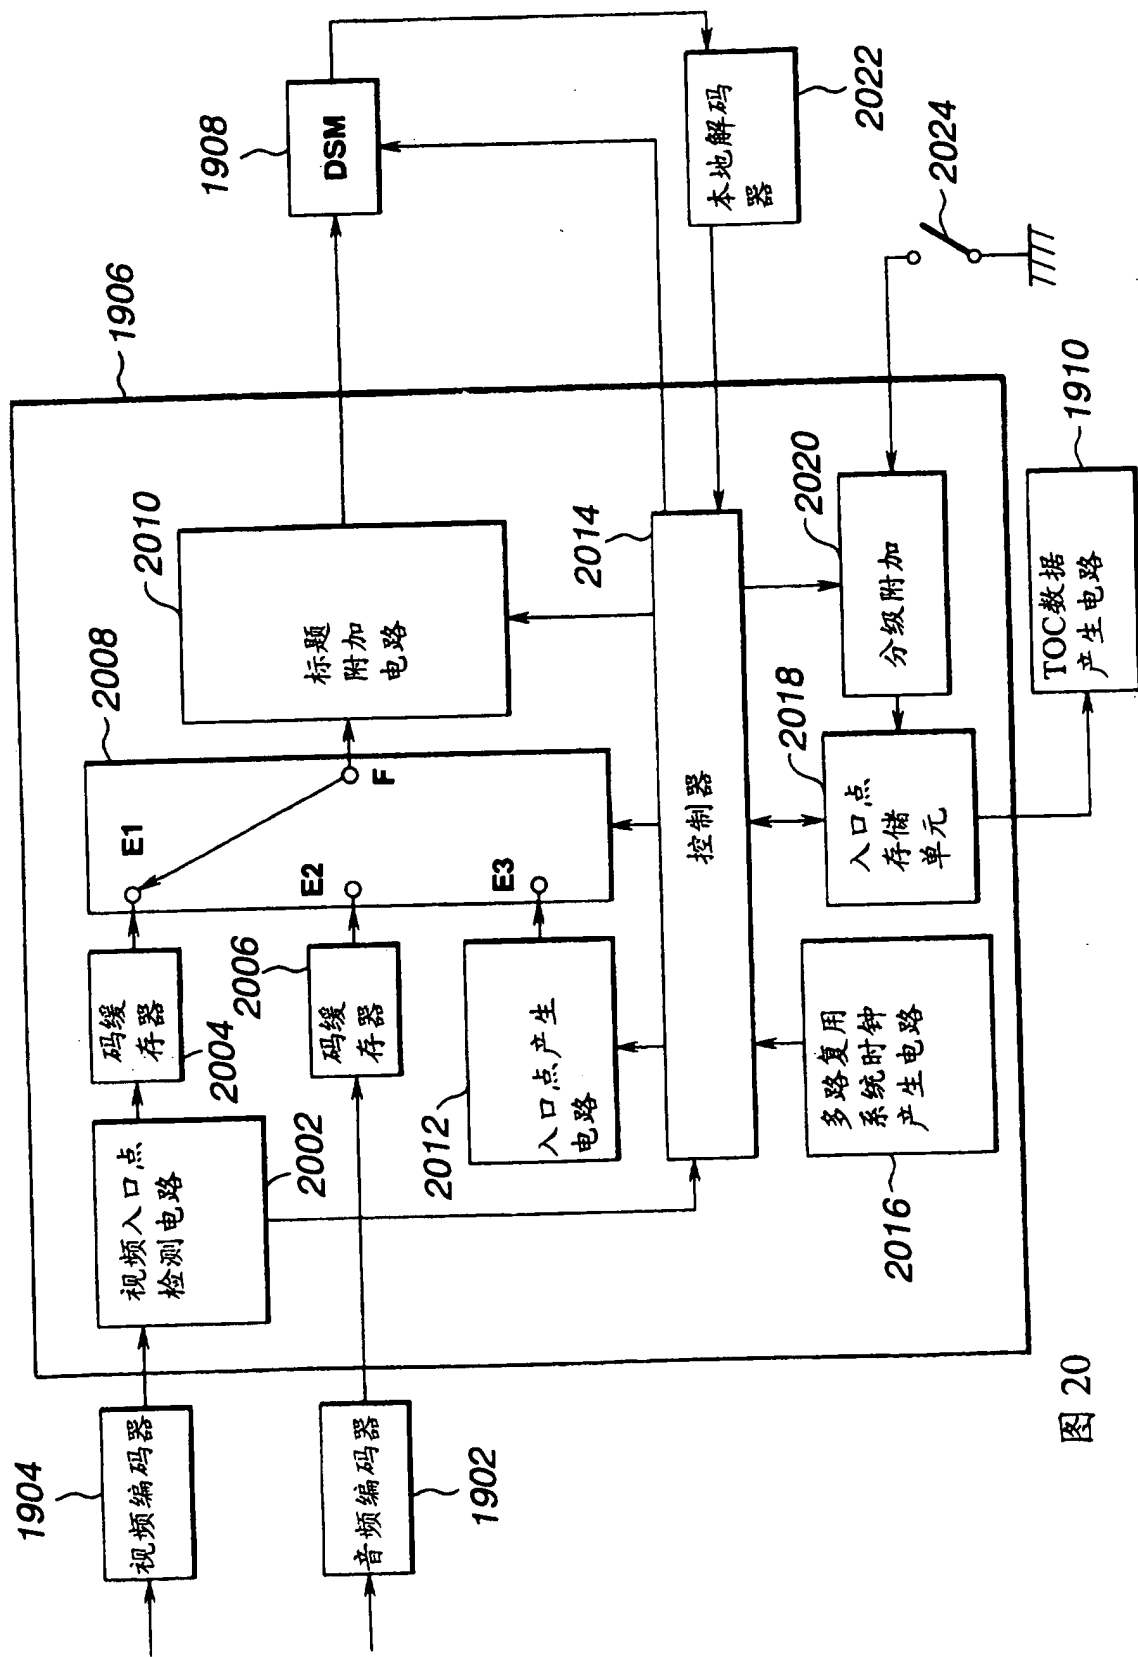 1904
视频编码器
1902
音频编码器
1906
视频入口点
检测电路
2002
码缓
存器
2004
码缓
存器
2006
E1
E2
E3
F
2008
标题
附加
电路
2010
入口点产生
电路
2012
控制器
2014
多路复用
系统时钟
产生电路
2016
入口点
存储
单元
2018
分级附加
2020
DSM
1908
本地解码
器
2022
2024
TOC数据
产生电路
1910
图 20